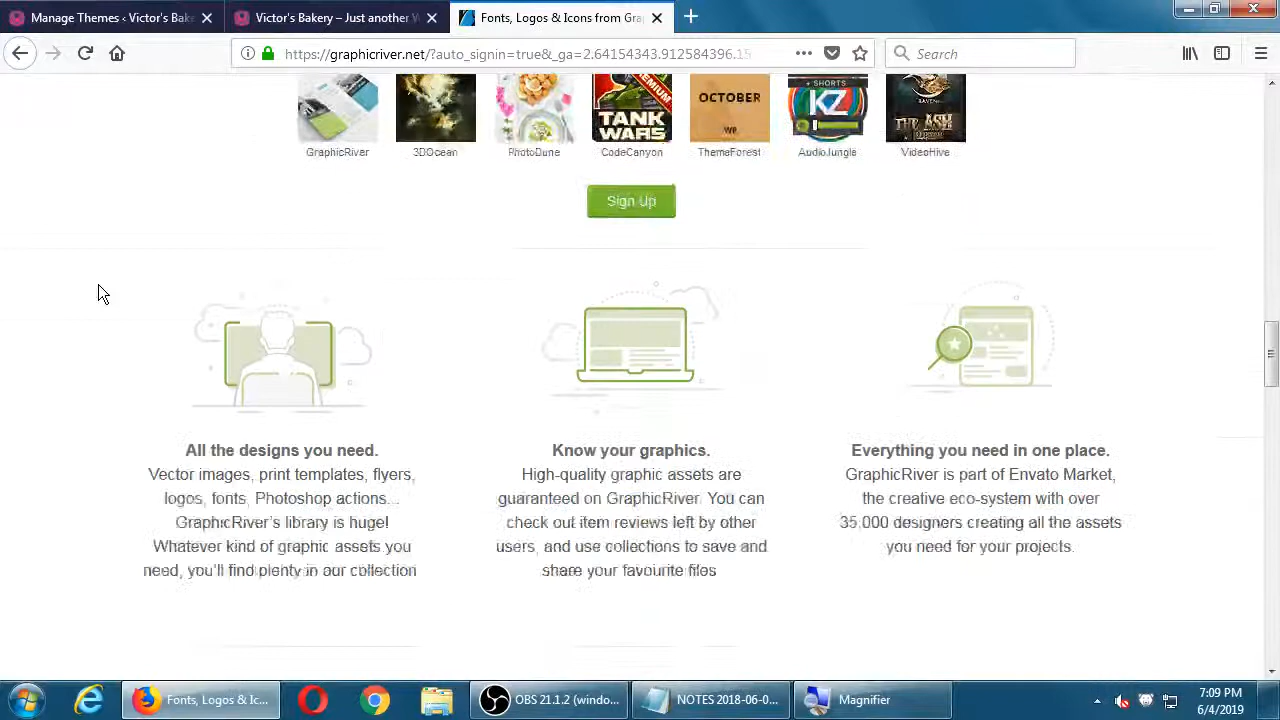 Manage Themes ‹ Victor's Bake
Victor's Bakery – Just another W
Fonts, Logos & Icons from Gra
https://graphicriver.net/?auto_signin=true&_ga=2.64154343.912584396.15
Search
PREMIUM
TANK
WARS
OCTOBER
WP
+ SHORTS
KZ
RAVEN
THE ASH
GraphicRiver
3DOcean
PhotoDune
CodeCanyon
ThemeForest
AudioJungle
VideoHive
Sign Up
All the designs you need.
Vector images, print templates, flyers,
logos, fonts, Photoshop actions...
GraphicRiver's library is huge!
Whatever kind of graphic assets you
need, you'll find plenty in our collection
Know your graphics.
High-quality graphic assets are
guaranteed on GraphicRiver. You can
check out item reviews left by other
users, and use collections to save and
share your favourite files
Everything you need in one place.
GraphicRiver is part of Envato Market,
the creative eco-system with over
35,000 designers creating all the assets
you need for your projects.
Fonts, Logos & Ic...
OBS 21.1.2 (windo...
NOTES 2018-06-0...
Magnifier
7:09 PM
6/4/2019